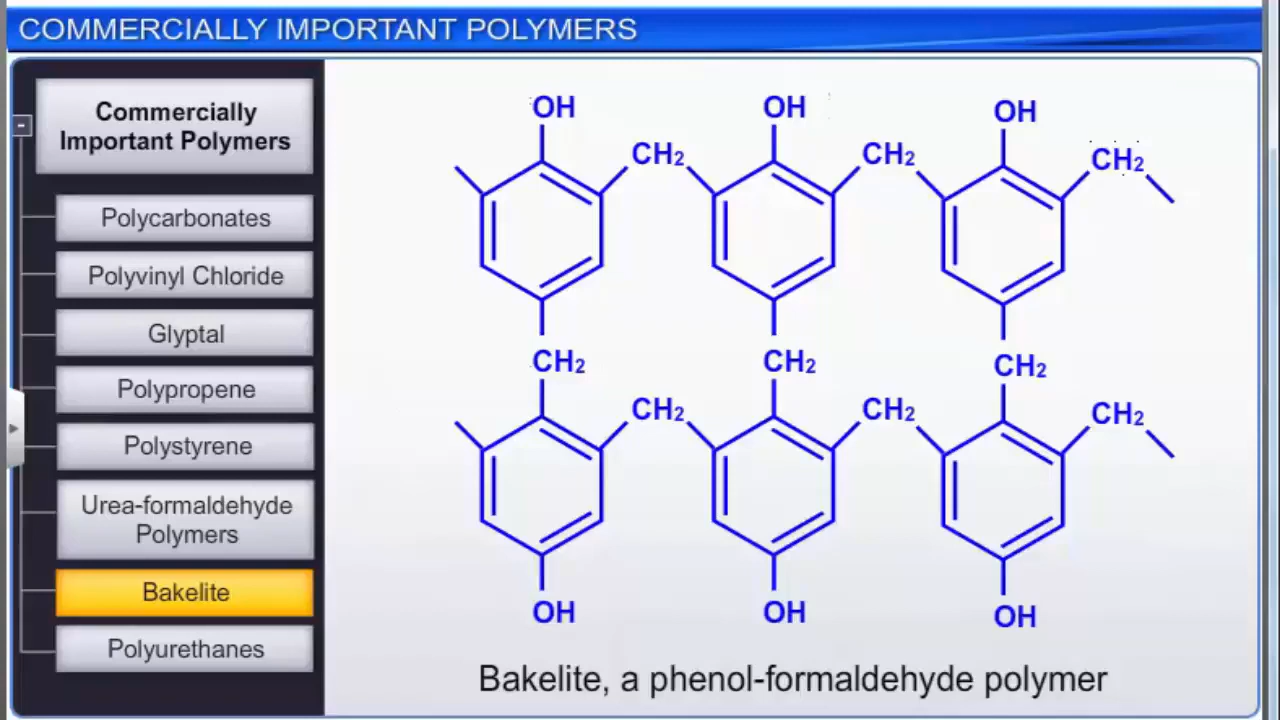 COMMERCIALLY IMPORTANT POLYMERS
Commercially
Important Polymers
Polycarbonates
Polyvinyl Chloride
Glyptal
Polypropene
Polystyrene
Urea-formaldehyde
Polymers
Bakelite
Polyurethanes
OH OH OH
CH₂ CH₂ CH₂
CH₂ CH₂ CH₂
CH₂ CH₂ CH₂
OH OH OH
Bakelite, a phenol-formaldehyde polymer